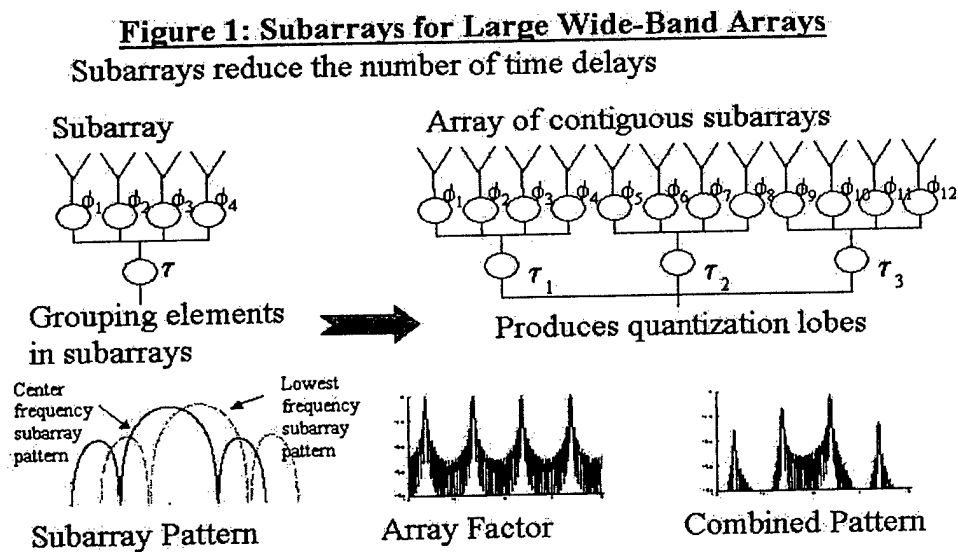 Figure 1: Subarrays for Large Wide-Band Arrays
Subarrays reduce the number of time delays
Subarray
Array of contiguous subarrays
ϕ1 ϕ2 ϕ3 ϕ4
ϕ1 ϕ2 ϕ3 ϕ4 ϕ5 ϕ6 ϕ7 ϕ8 ϕ9 ϕ10 ϕ11 ϕ12
τ
τ1 τ2 τ3
Grouping elements
in subarrays
Produces quantization lobes
Center
frequency
subarray
pattern
Lowest
frequency
subarray
pattern
Subarray Pattern
Array Factor
Combined Pattern